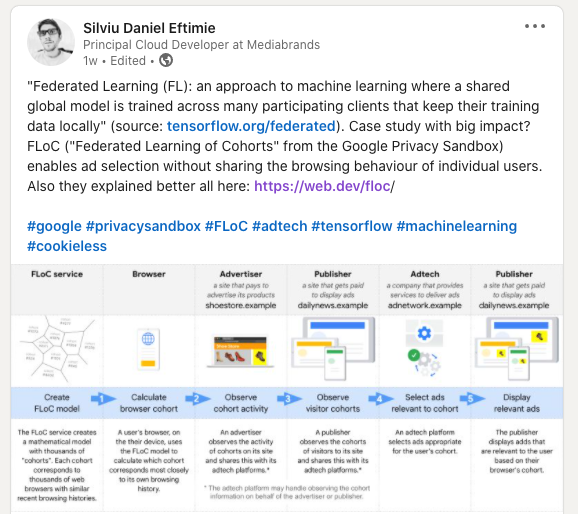 Silviu Daniel Eftimie
Principal Cloud Developer at Mediabrands
1w • Edited •
"Federated Learning (FL): an approach to machine learning where a shared
global model is trained across many participating clients that keep their training
data locally" (source: tensorflow.org/federated). Case study with big impact?
FLoC ("Federated Learning of Cohorts" from the Google Privacy Sandbox)
enables ad selection without sharing the browsing behaviour of individual users.
Also they explained better all here: https://web.dev/floc/
#google #privacysandbox #FLoC #adtech #tensorflow #machinelearning
#cookieless
FLoC service
Browser
Advertiser
a site that pays to
advertise its products
shoestore.example
Publisher
a site that gets paid
to display ads
dailynews.example
Adtech
a company that provides
services to deliver ads
adnetwork.example
Publisher
a site that gets paid
to display ads
dailynews.example
Create
FLoC model
1
Calculate
browser cohort
2
Observe
cohort activity
3
Observe
visitor cohorts
4
Select ads
relevant to cohort
5
Display
relevant ads
The FLoC service creates
a mathematical model
with thousands of
"cohorts". Each cohort
corresponds to
thousands of web
browsers with similar
recent browsing histories.
A user's browser, on
the their device, uses
the FLoC model to
calculate which cohort
corresponds most closely
to its own browsing
history.
An advertiser
observes the activity
of cohorts on its site
and shares this with its
adtech platforms.*
A publisher
observes the cohorts
of visitors to its site
and shares this with its
adtech platforms.*
* The adtech platform may handle observing the cohort
information on behalf of the advertiser or publisher.
An adtech platform
selects ads appropriate
for the user's cohort.
The publisher
displays adds that
are relevant to the user
based on their
browser's cohort.